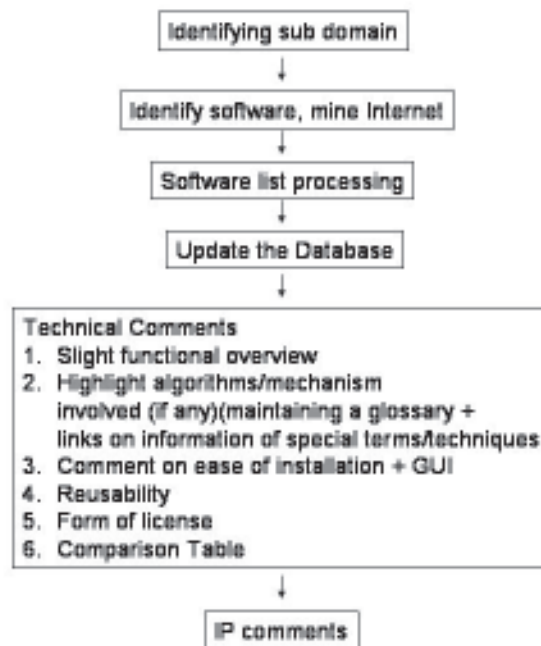 Identifying sub domain
Identify software, mine Internet
Software list processing
Update the Database
Technical Comments
1. Slight functional overview
2. Highlight algorithms/mechanism
involved (if any)(maintaining a glossary +
links on information of special terms/techniques
3. Comment on ease of installation + GUI
4. Reusability
5. Form of license
6. Comparison Table
IP comments